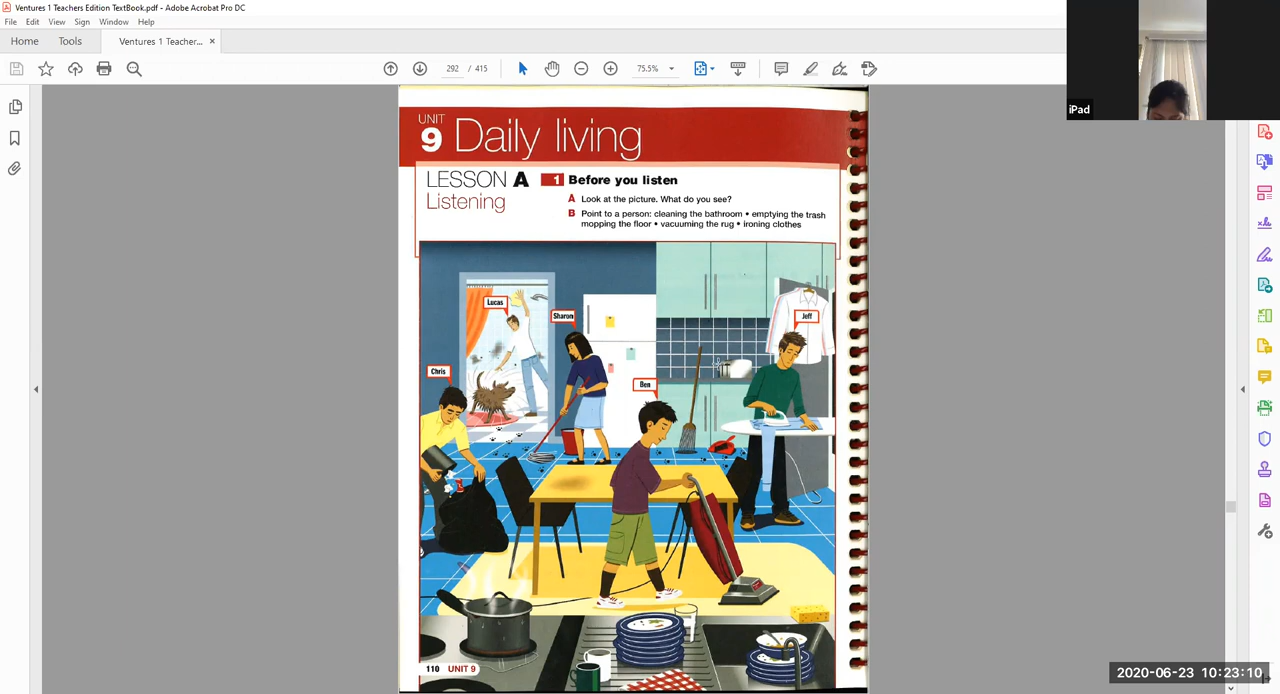 Ventures 1 Teachers Edition TextBook.pdf - Adobe Acrobat Pro DC
File Edit View Sign Window Help
Home Tools Ventures 1 Teacher... ×
292 / 415 75.5%
iPad
UNIT
9 Daily living
LESSON A
Listening
1 Before you listen
A Look at the picture. What do you see?
B Point to a person: cleaning the bathroom • emptying the trash
mopping the floor • vacuuming the rug • ironing clothes
Lucas
Sharon
Jeff
Chris
Ben
110 UNIT 9
2020-06-23 10:23:10